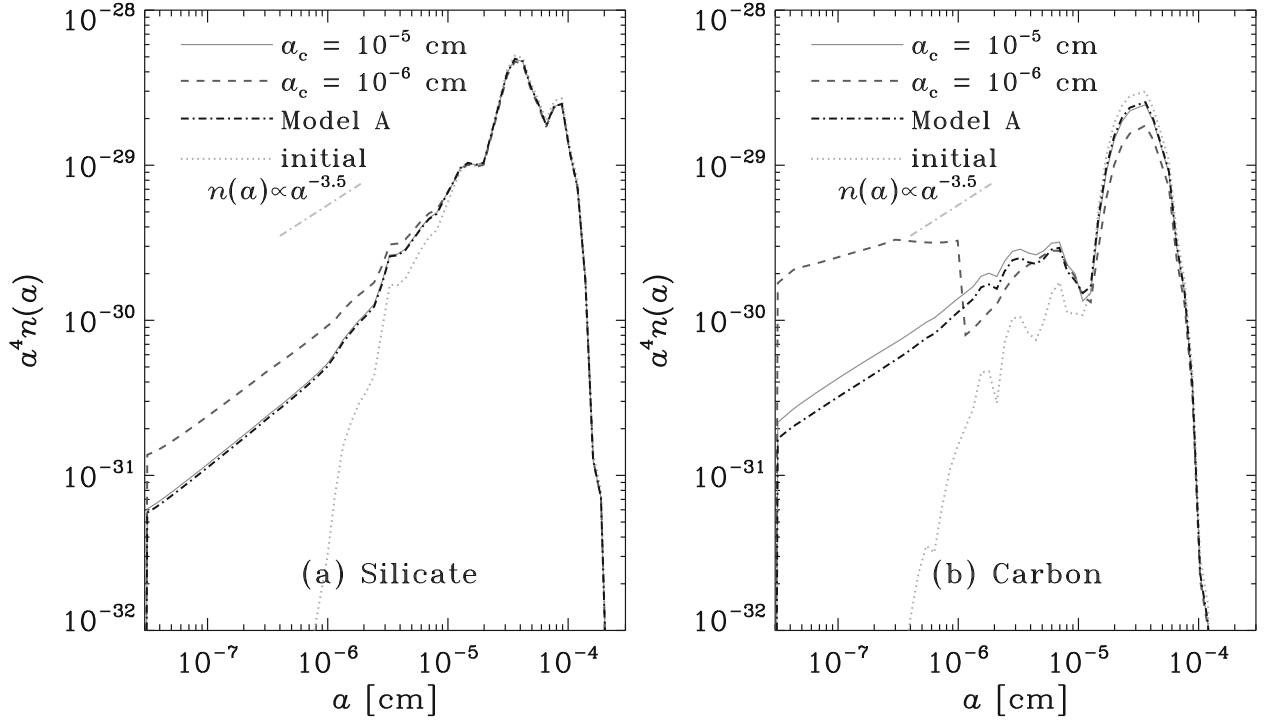 10⁻²⁸
10⁻²⁹
10⁻³⁰
10⁻³¹
10⁻³²
a⁴n(a)
a_c = 10⁻⁵ cm
a_c = 10⁻⁶ cm
Model A
initial
n(a)∝a⁻³·⁵
(a) Silicate
10⁻⁷ 10⁻⁶ 10⁻⁵ 10⁻⁴
a [cm]
10⁻²⁸
10⁻²⁹
10⁻³⁰
10⁻³¹
10⁻³²
a⁴n(a)
a_c = 10⁻⁵ cm
a_c = 10⁻⁶ cm
Model A
initial
n(a)∝a⁻³·⁵
(b) Carbon
10⁻⁷ 10⁻⁶ 10⁻⁵ 10⁻⁴
a [cm]